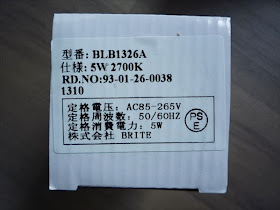 型番: BLB1326A
仕様: 5W 2700K
RD.NO:93-01-26-0038
1310
定格電圧: AC85-265V
定格周波数: 50/60HZ
定格消費電力: 5W
株式会社 BRITE
PS
E